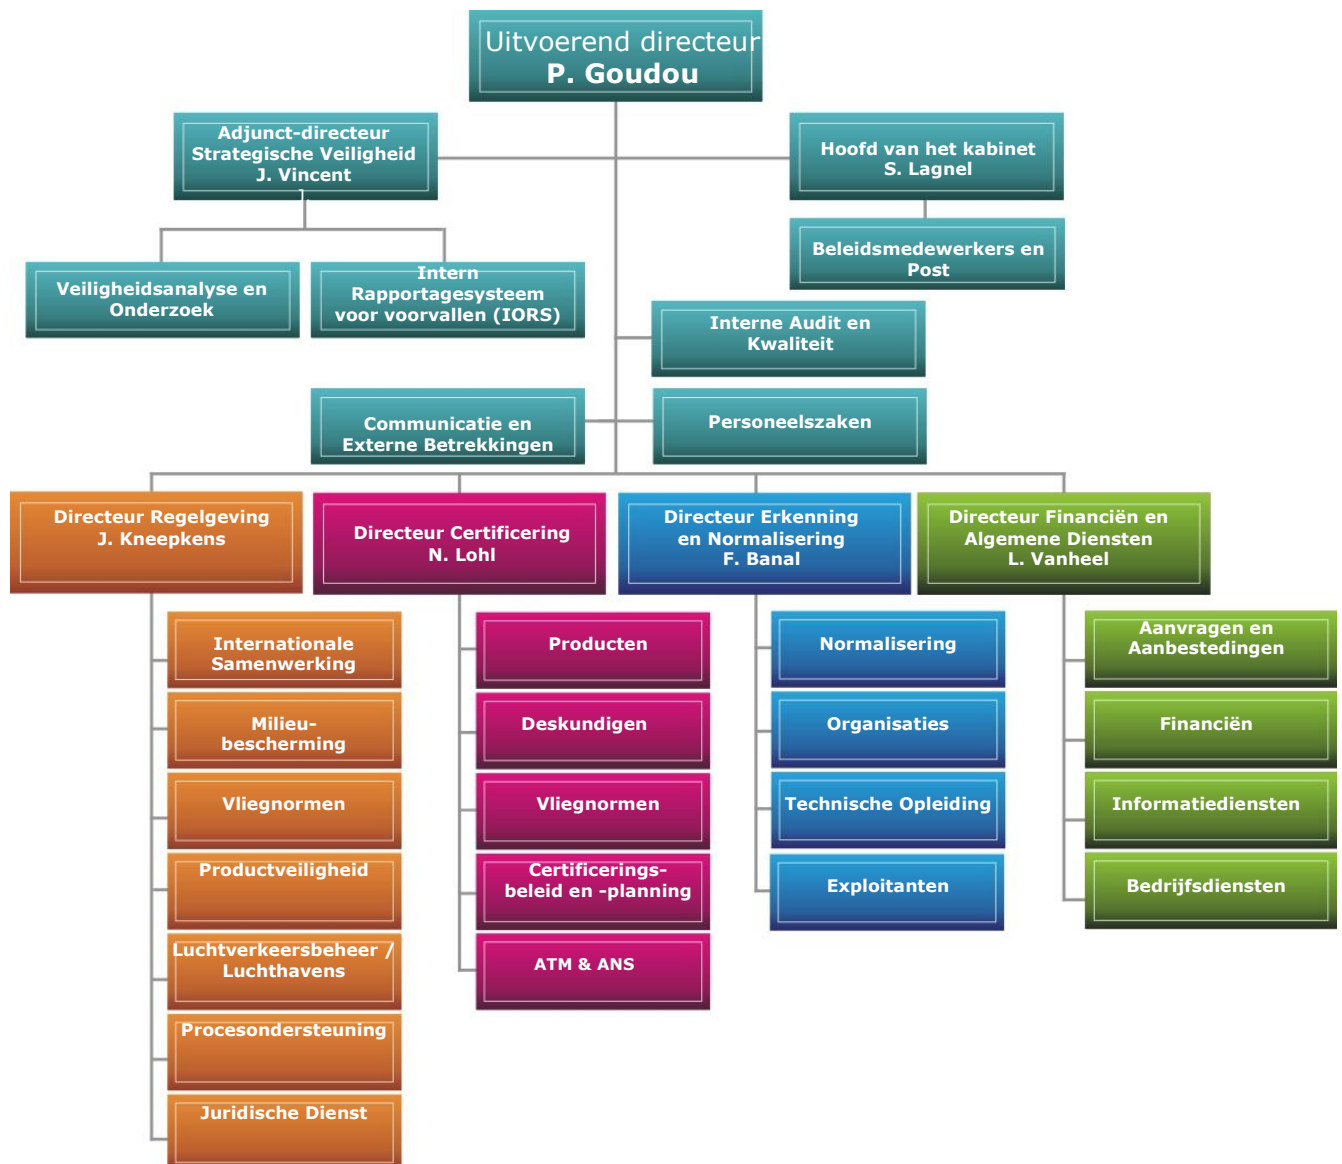 Uitvoerend directeur
P. Goudou
Adjunct-directeur
Strategische Veiligheid
J. Vincent
Hoofd van het kabinet
S. Lagnel
Beleidsmedewerkers en
Post
Veiligheidsanalyse en
Onderzoek
Intern
Rapportagesysteem
voor voorvallen (IORS)
Interne Audit en
Kwaliteit
Communicatie en
Externe Betrekkingen
Personeelszaken
Directeur Regelgeving
J. Kneepkens
Directeur Certificering
N. Lohl
Directeur Erkenning
en Normalisering
F. Banal
Directeur Financiën en
Algemene Diensten
L. Vanheel
Internationale
Samenwerking
Milieu-
bescherming
Vliegnormen
Productveiligheid
Luchtverkeersbeheer /
Luchthavens
Procesondersteuning
Juridische Dienst
Producten
Deskundigen
Vliegnormen
Certificerings-
beleid en -planning
ATM & ANS
Normalisering
Organisaties
Technische Opleiding
Exploitanten
Aanvragen en
Aanbestedingen
Financiën
Informatiediensten
Bedrijfsdiensten